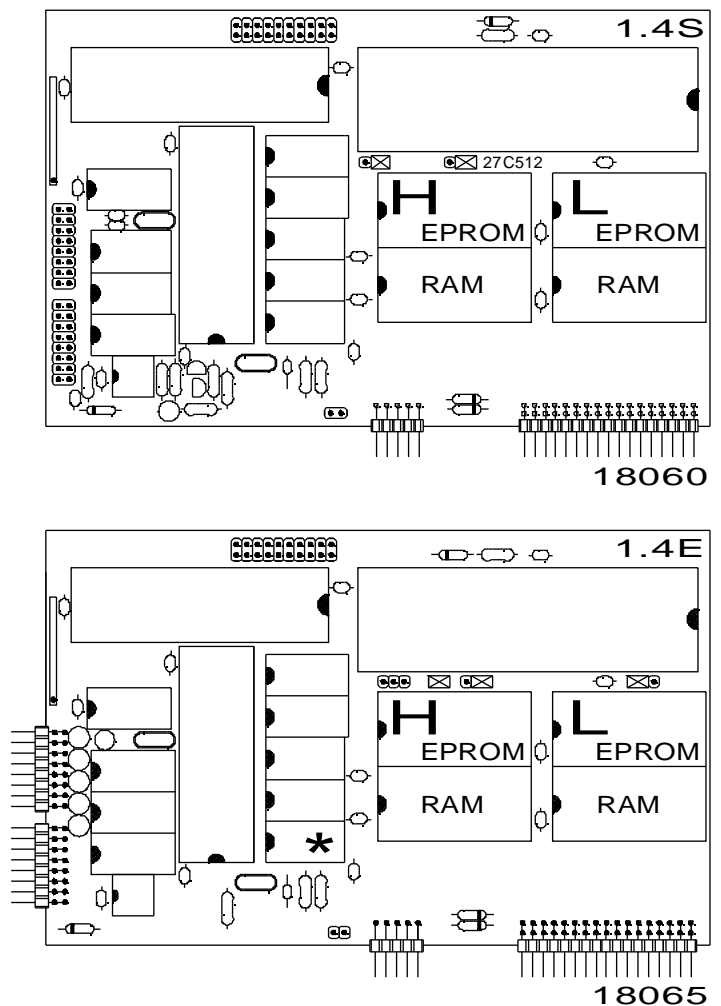 1.4S
27C512
H L
EPROM EPROM
RAM RAM
18060
1.4E
H L
EPROM EPROM
RAM RAM
*
18065